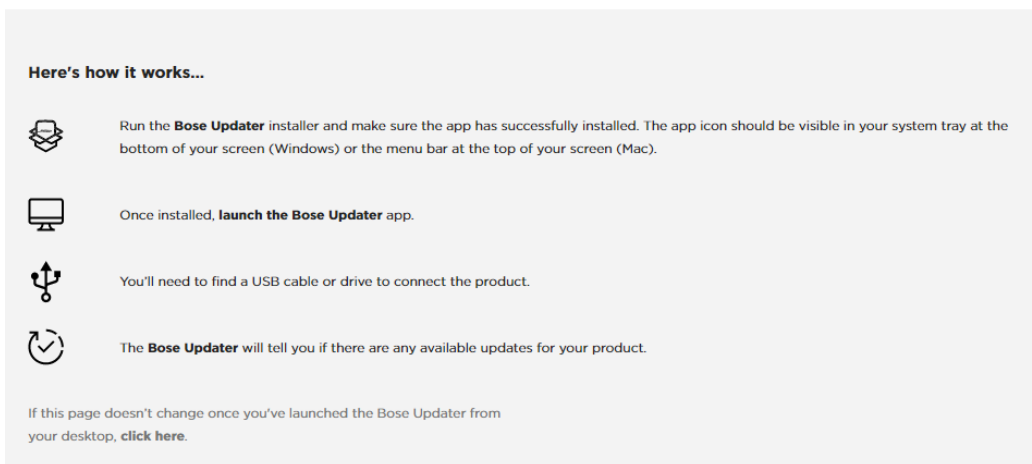 Here's how it works...
Run the Bose Updater installer and make sure the app has successfully installed. The app icon should be visible in your system tray at the
bottom of your screen (Windows) or the menu bar at the top of your screen (Mac).
Once installed, launch the Bose Updater app.
You'll need to find a USB cable or drive to connect the product.
The Bose Updater will tell you if there are any available updates for your product.
If this page doesn't change once you've launched the Bose Updater from
your desktop, click here.